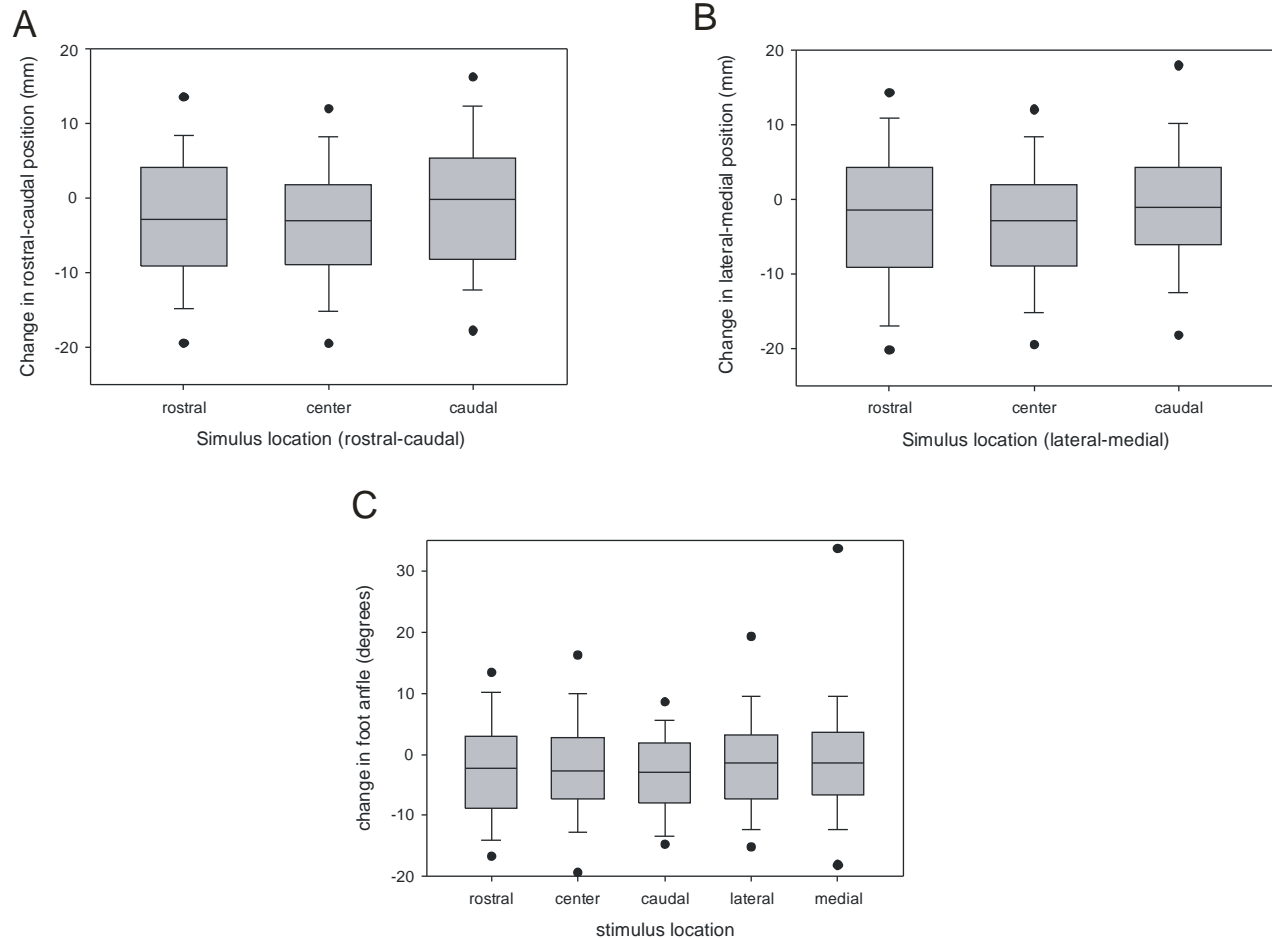 A
Change in rostral-caudal position (mm)
20
10
0
-10
-20
rostral center caudal
Simulus location (rostral-caudal)
B
Change in lateral-medial position (mm)
20
10
0
-10
-20
rostral center caudal
Simulus location (lateral-medial)
C
change in foot anfle (degrees)
30
20
10
0
-10
-20
rostral center caudal lateral medial
stimulus location